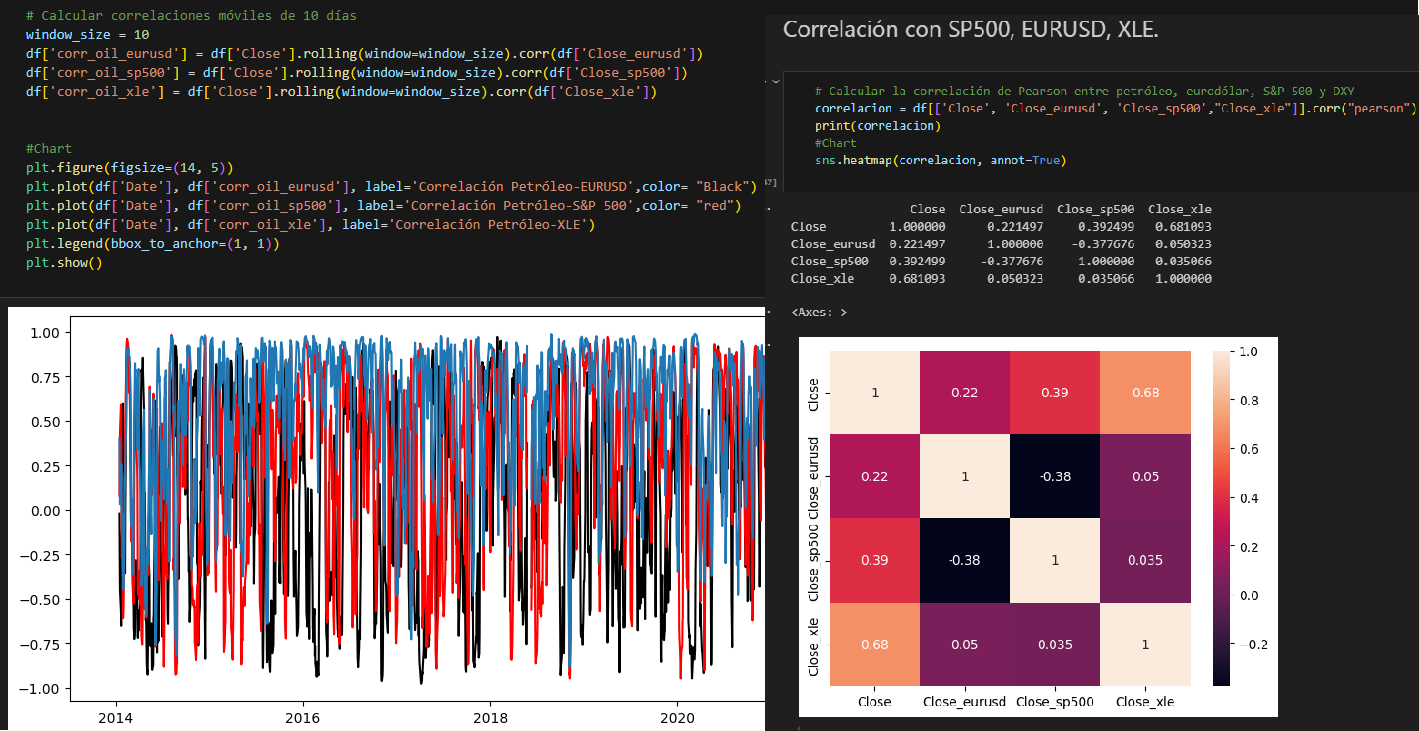 # Calcular correlaciones móviles de 10 días
window_size = 10
df['corr_oil_eurusd'] = df['Close'].rolling(window=window_size).corr(df['Close_eurusd'])
df['corr_oil_sp500'] = df['Close'].rolling(window=window_size).corr(df['Close_sp500'])
df['corr_oil_xle'] = df['Close'].rolling(window=window_size).corr(df['Close_xle'])
#Chart
plt.figure(figsize=(14, 5))
plt.plot(df['Date'], df['corr_oil_eurusd'], label='Correlación Petróleo-EURUSD',color= "Black")
plt.plot(df['Date'], df['corr_oil_sp500'], label='Correlación Petróleo-S&P 500',color= "red")
plt.plot(df['Date'], df['corr_oil_xle'], label='Correlación Petróleo-XLE')
plt.legend(bbox_to_anchor=(1, 1))
plt.show()
1.00
0.75
0.50
0.25
0.00
−0.25
−0.50
−0.75
−1.00
2014 2016 2018 2020
Correlación con SP500, EURUSD, XLE.
# Calcular la correlación de Pearson entre petróleo, eurodólar, S&P 500 y DXY
correlacion = df[['Close', 'Close_eurusd', 'Close_sp500',"Close_xle"]].corr("pearson")
print(correlacion)
#Chart
sns.heatmap(correlacion, annot=True)
37]
Close Close_eurusd Close_sp500 Close_xle
Close 1.000000 0.221497 0.392499 0.681093
Close_eurusd 0.221497 1.000000 -0.377676 0.050323
Close_sp500 0.392499 -0.377676 1.000000 0.035066
Close_xle 0.681093 0.050323 0.035066 1.000000
<Axes: >
Close 1 0.22 0.39 0.68
Close_eurusd 0.22 1 -0.38 0.05
Close_sp500 0.39 -0.38 1 0.035
Close_xle 0.68 0.05 0.035 1
Close Close_eurusd Close_sp500 Close_xle
1.0
0.8
0.6
0.4
0.2
0.0
−0.2